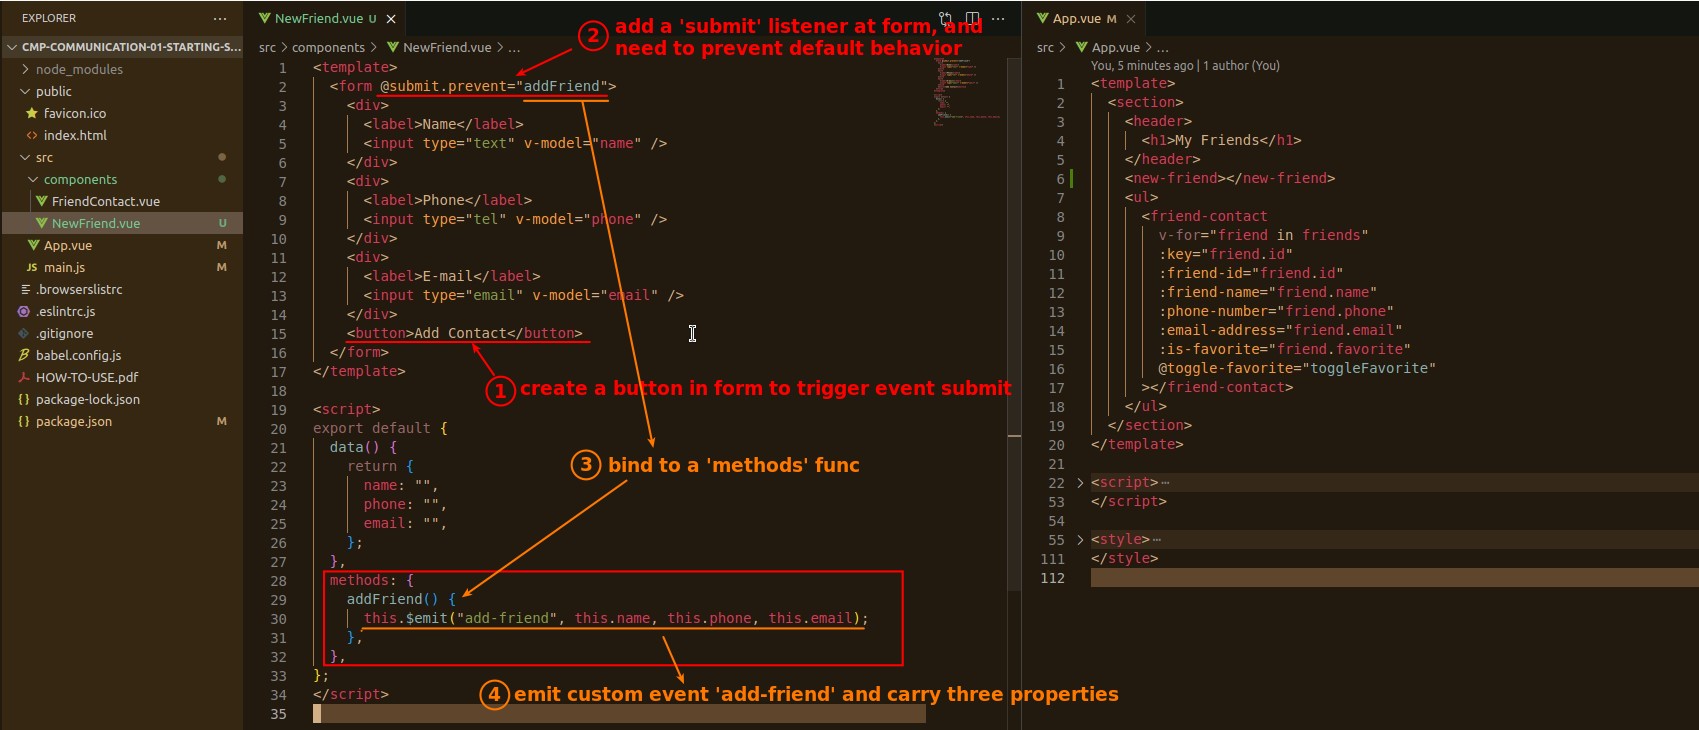 EXPLORER ...
CMP-COMMUNICATION-01-STARTING-S...
node_modules
public
favicon.ico
index.html
src
components
FriendContact.vue
NewFriend.vue U
App.vue M
main.js M
.browserslistrc
.eslintrc.js
.gitignore
babel.config.js
HOW-TO-USE.pdf
package-lock.json
package.json M
NewFriend.vue U ×
src > components > NewFriend.vue > ...
2 add a 'submit' listener at form, and
need to prevent default behavior
1 <template>
2 <form @submit.prevent="addFriend">
3 <div>
4 <label>Name</label>
5 <input type="text" v-model="name" />
6 </div>
7 <div>
8 <label>Phone</label>
9 <input type="tel" v-model="phone" />
10 </div>
11 <div>
12 <label>E-mail</label>
13 <input type="email" v-model="email" />
14 </div>
15 <button>Add Contact</button>
16 </form>
17 </template>
1 create a button in form to trigger event submit
18
19 <script>
20 export default {
21 data() {
22 return {
3 bind to a 'methods' func
23 name: "",
24 phone: "",
25 email: "",
26 };
27 },
28 methods: {
29 addFriend() {
30 this.$emit("add-friend", this.name, this.phone, this.email);
31 },
32 },
33 };
34 </script>
4 emit custom event 'add-friend' and carry three properties
35
App.vue M ×
src > App.vue > ...
You, 5 minutes ago | 1 author (You)
1 <template>
2 <section>
3 <header>
4 <h1>My Friends</h1>
5 </header>
6 <new-friend></new-friend>
7 <ul>
8 <friend-contact
9 v-for="friend in friends"
10 :key="friend.id"
11 :friend-id="friend.id"
12 :friend-name="friend.name"
13 :phone-number="friend.phone"
14 :email-address="friend.email"
15 :is-favorite="friend.favorite"
16 @toggle-favorite="toggleFavorite"
17 ></friend-contact>
18 </ul>
19 </section>
20 </template>
21
22 <script>...
53 </script>
54
55 <style>...
111 </style>
112